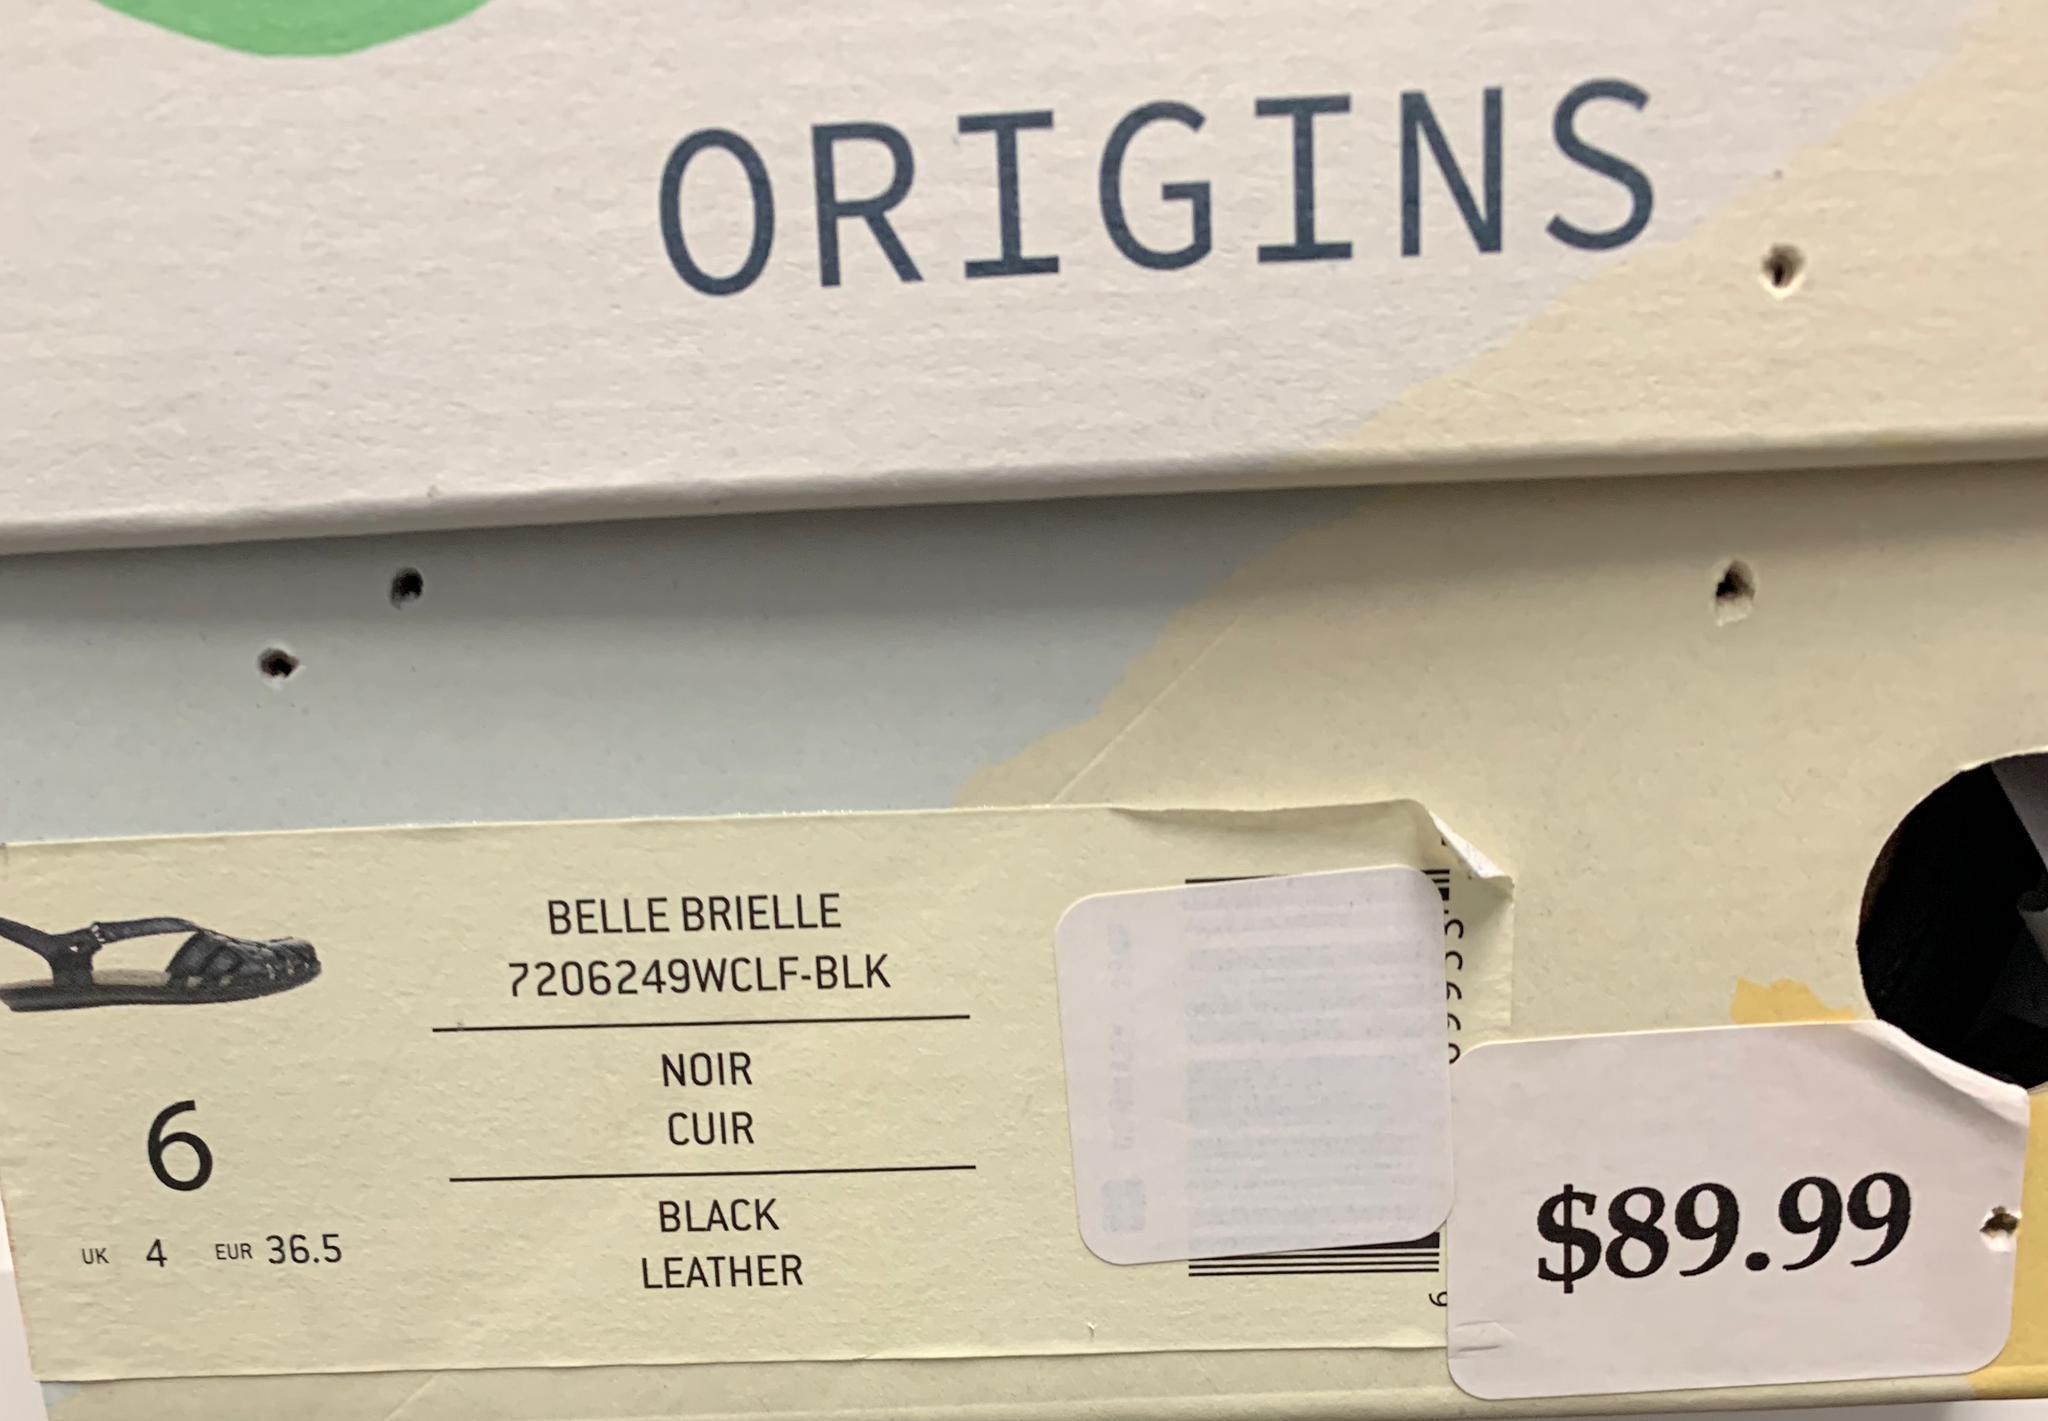 ORIGINS
BELLE BRIELLE
7206249WCLF-BLK
NOIR
CUIR
BLACK
LEATHER
6
UK 4 EUR 36.5
$89.99